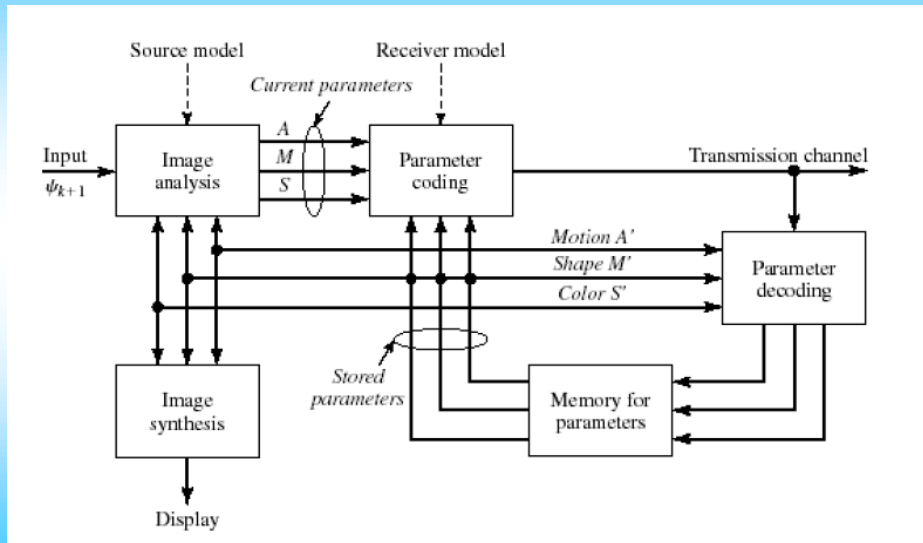 Source model
Receiver model
Current parameters
A
M
S
Input
ψk+1
Image
analysis
Parameter
coding
Transmission channel
Motion A'
Shape M'
Color S'
Parameter
decoding
Stored
parameters
Image
synthesis
Memory for
parameters
Display